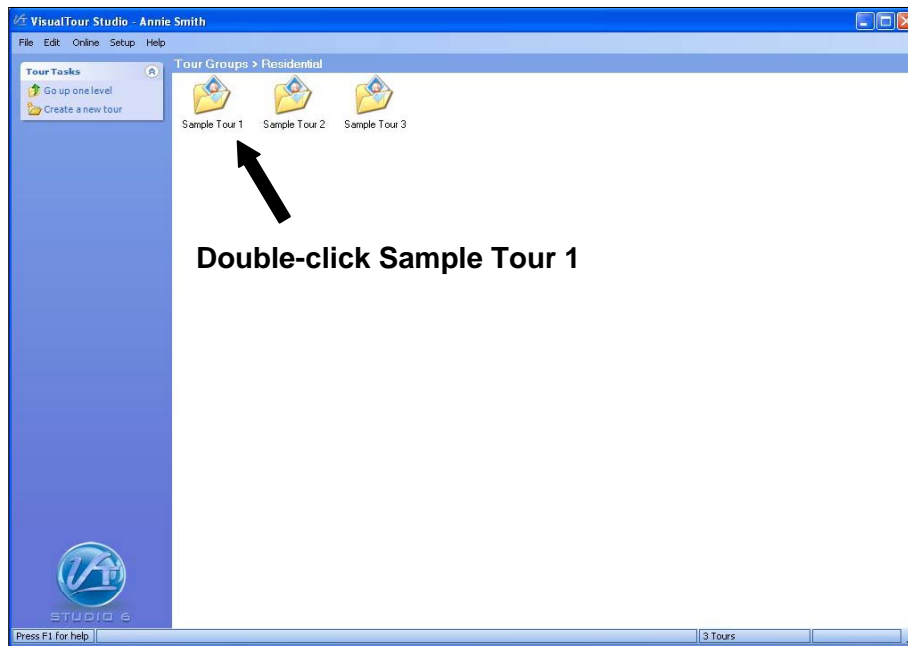 VT VisualTour Studio - Annie Smith
File Edit Online Setup Help
Tour Tasks
Go up one level
Create a new tour
Tour Groups > Residential
Sample Tour 1 Sample Tour 2 Sample Tour 3
Double-click Sample Tour 1
VT
STUDIO 6
Press F1 for help 3 Tours